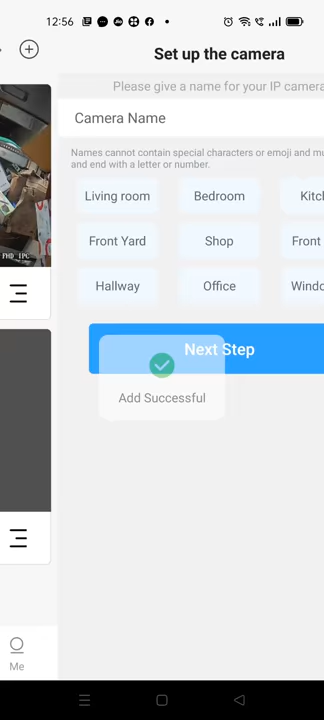 12:56
Set up the camera
Please give a name for your IP camera
Camera Name
Names cannot contain special characters or emoji and mu
and end with a letter or number.
Living room
Bedroom
Kitch
Front Yard
Shop
Front
Hallway
Office
Windo
FHD IPC
Next Step
Add Successful
Me